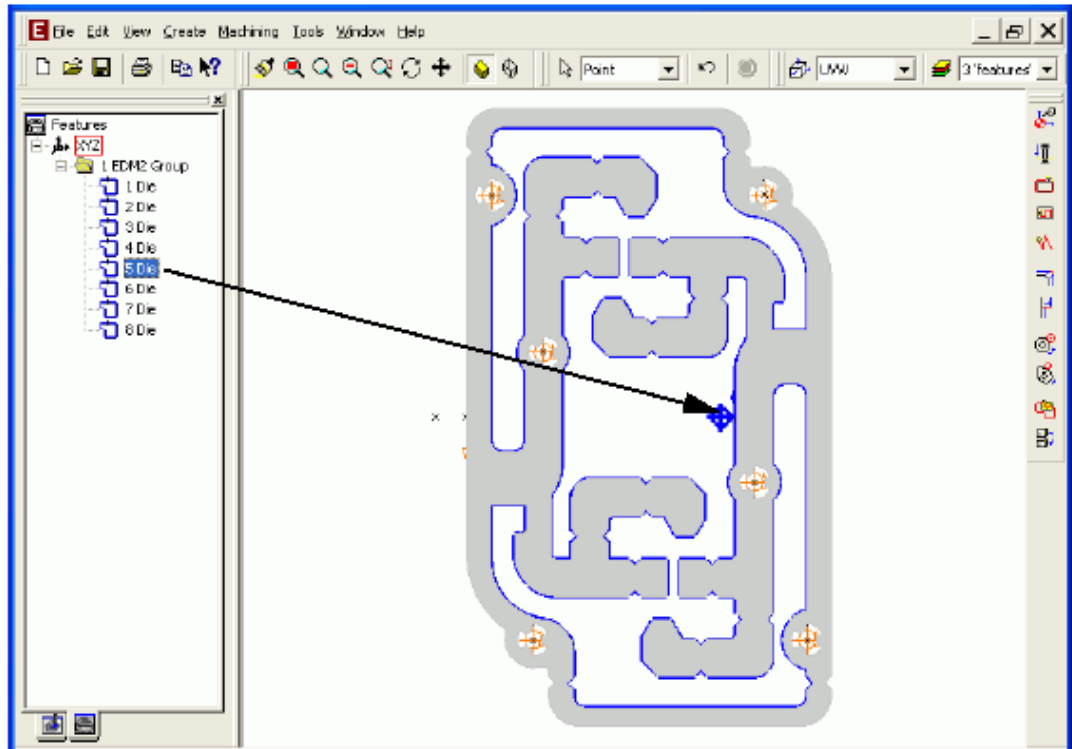 File Edit View Create Machining Tools Window Help
Point UVW 3 'features'
Features
XYZ
1 EDM2 Group
1 Die
2 Die
3 Die
4 Die
5 Die
6 Die
7 Die
8 Die